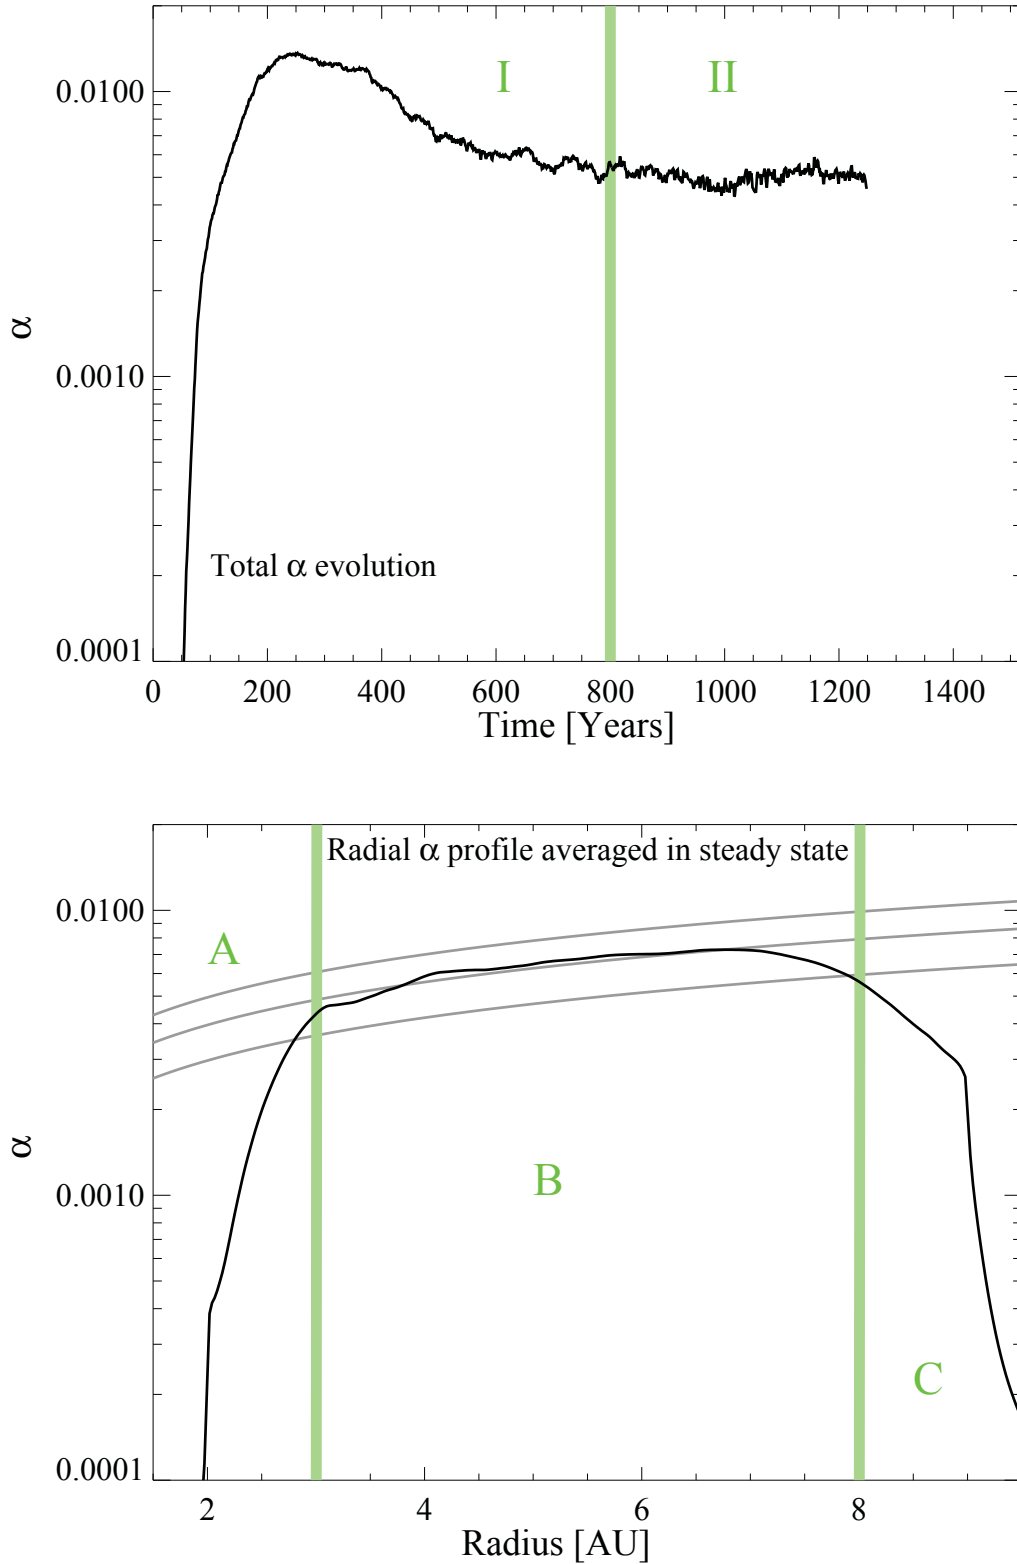 I II
0.0100
α
0.0010
Total α evolution
0.0001
0 200 400 600 800 1000 1200 1400
Time [Years]
Radial α profile averaged in steady state
0.0100
A
α
B
0.0010
C
0.0001
2 4 6 8
Radius [AU]